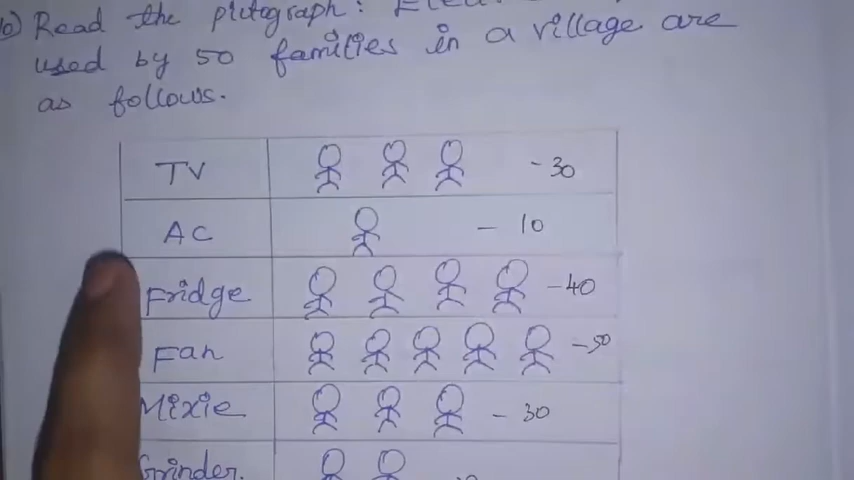 Read the pictograph:
used by 50 families in a village are
as follows.
TV - 30
AC - 10
Fridge - 40
Fan - 50
Mixie - 30
Grinder.